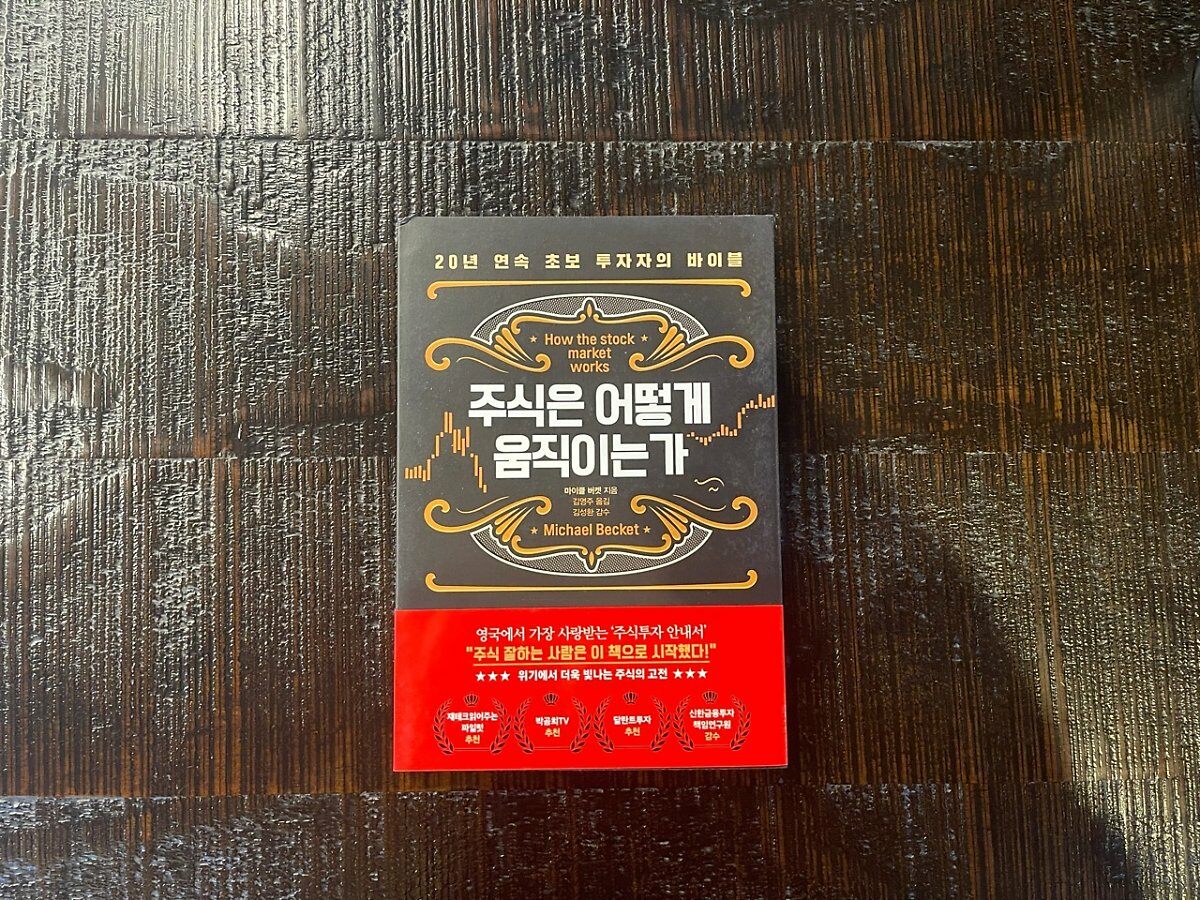 20년 연속 초보 투자자의 바이블
★ How the stock ★
market
works
주식은 어떻게
움직이는가
마이클 버켓 지음
김명주 옮김
김성환 감수
★ Michael Becket ★
영국에서 가장 사랑받는 '주식투자 안내서'
"주식 잘하는 사람은 이 책으로 시작했다!"
★★★ 위기에서 더욱 빛나는 주식의 고전 ★★★
재테크읽어주는
파일럿
추천
박곰희TV
추천
달란트투자
추천
신한금융투자
책임연구원
감수